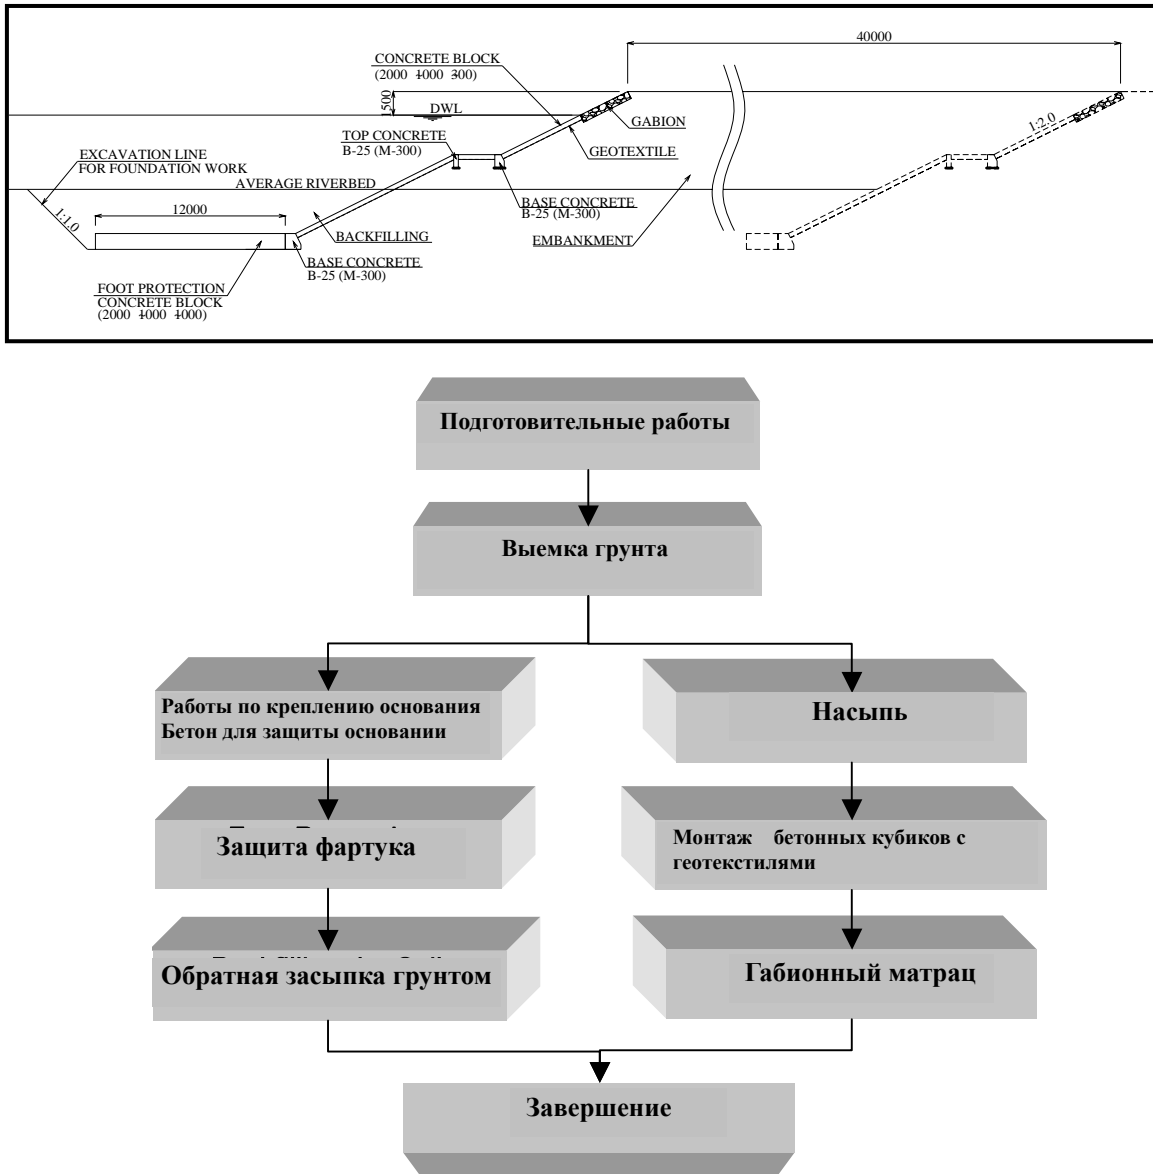 40000
CONCRETE BLOCK
(2000 1000 300)
1500
DWL
GABION
1:2.0
TOP CONCRETE
B-25 (M-300)
GEOTEXTILE
EXCAVATION LINE
FOR FOUNDATION WORK
AVERAGE RIVERBED
1:1.0
12000
BASE CONCRETE
B-25 (M-300)
BACKFILLING
EMBANKMENT
BASE CONCRETE
B-25 (M-300)
FOOT PROTECTION
CONCRETE BLOCK
(2000 1000 1000)
Подготовительные работы
Выемка грунта
Работы по креплению основания
Бетон для защиты основании
Насыпь
Защита фартука
Монтаж бетонных кубиков с
геотекстилями
Обратная засыпка грунтом
Габионный матрац
Завершение